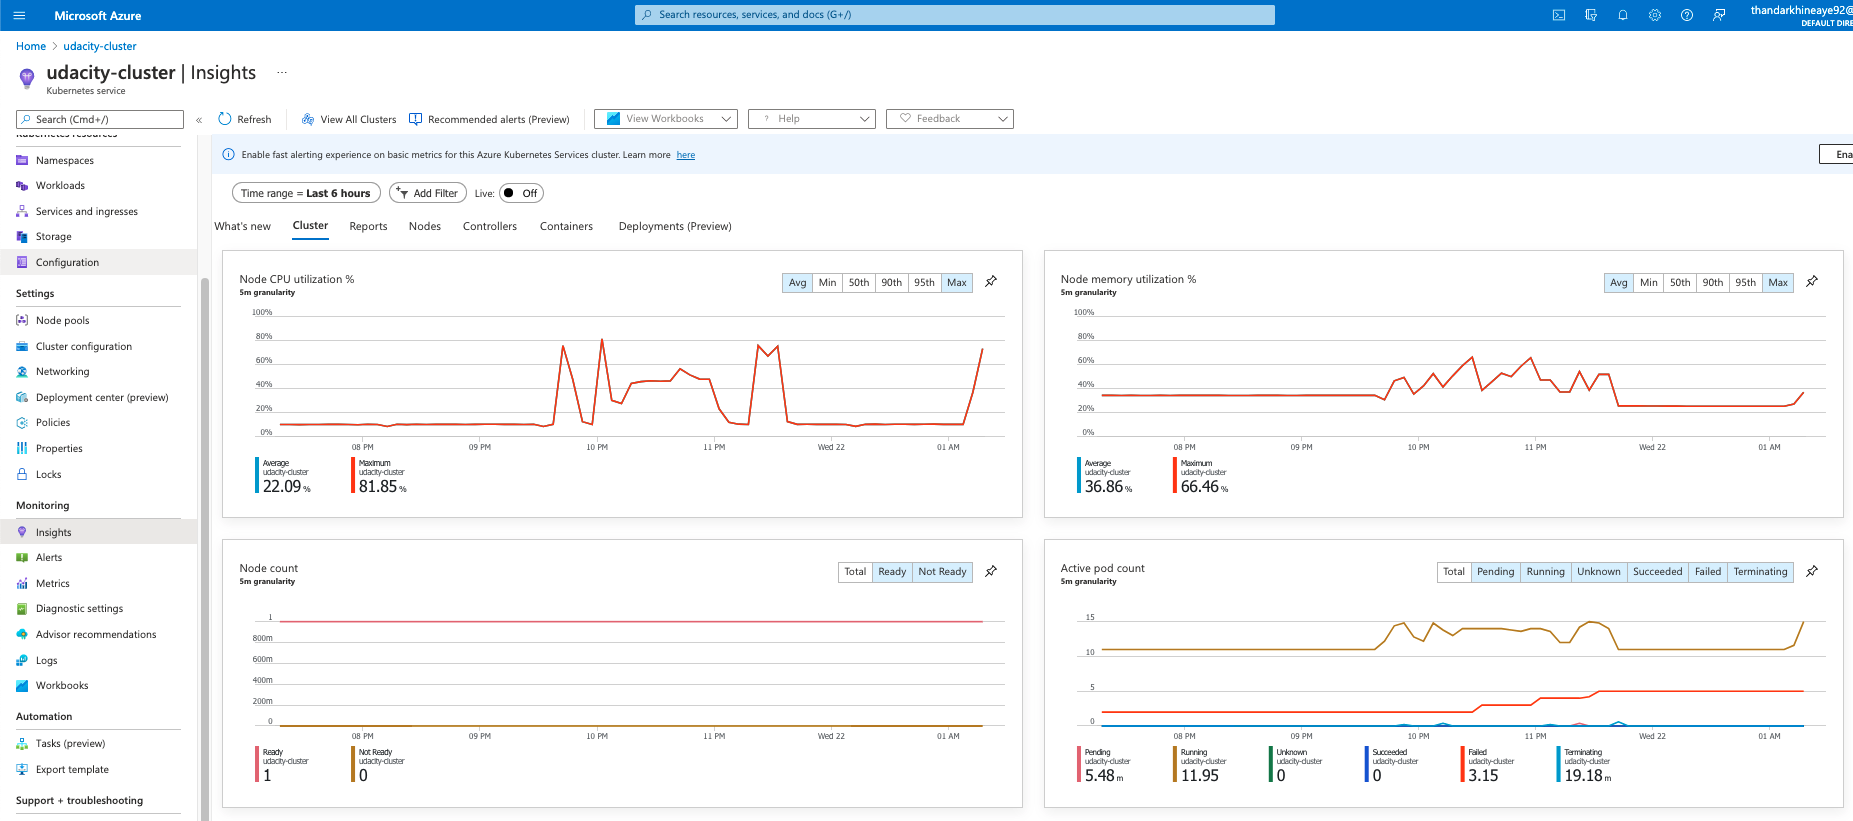 Microsoft Azure
Search resources, services, and docs (G+/)
thandarkhineaye92@
DEFAULT DIRE
Home > udacity-cluster
udacity-cluster | Insights ...
Kubernetes service
Search (Cmd+/)
«
Refresh
View All Clusters
Recommended alerts (Preview)
View Workbooks
? Help
Feedback
Kubernetes resources
Namespaces
Workloads
Services and ingresses
Storage
Configuration
Settings
Node pools
Cluster configuration
Networking
Deployment center (preview)
Policies
Properties
Locks
Monitoring
Insights
Alerts
Metrics
Diagnostic settings
Advisor recommendations
Logs
Workbooks
Automation
Tasks (preview)
Export template
Support + troubleshooting
Enable fast alerting experience on basic metrics for this Azure Kubernetes Services cluster. Learn more here
Ena
Time range = Last 6 hours
Add Filter
Live: Off
What's new Cluster Reports Nodes Controllers Containers Deployments (Preview)
Node CPU utilization %
5m granularity
Avg Min 50th 90th 95th Max
100%
80%
60%
40%
20%
0%
08 PM 09 PM 10 PM 11 PM Wed 22 01 AM
Average
udacity-cluster
22.09 %
Maximum
udacity-cluster
81.85 %
Node memory utilization %
5m granularity
Avg Min 50th 90th 95th Max
100%
80%
60%
40%
20%
0%
08 PM 09 PM 10 PM 11 PM Wed 22 01 AM
Average
udacity-cluster
36.86 %
Maximum
udacity-cluster
66.46 %
Node count
5m granularity
Total Ready Not Ready
1
800m
600m
400m
200m
0
08 PM 09 PM 10 PM 11 PM Wed 22 01 AM
Ready
udacity-cluster
1
Not Ready
udacity-cluster
0
Active pod count
5m granularity
Total Pending Running Unknown Succeeded Failed Terminating
15
10
5
0
08 PM 09 PM 10 PM 11 PM Wed 22 01 AM
Pending
udacity-cluster
5.48 m
Running
udacity-cluster
11.95
Unknown
udacity-cluster
0
Succeeded
udacity-cluster
0
Failed
udacity-cluster
3.15
Terminating
udacity-cluster
19.18 m